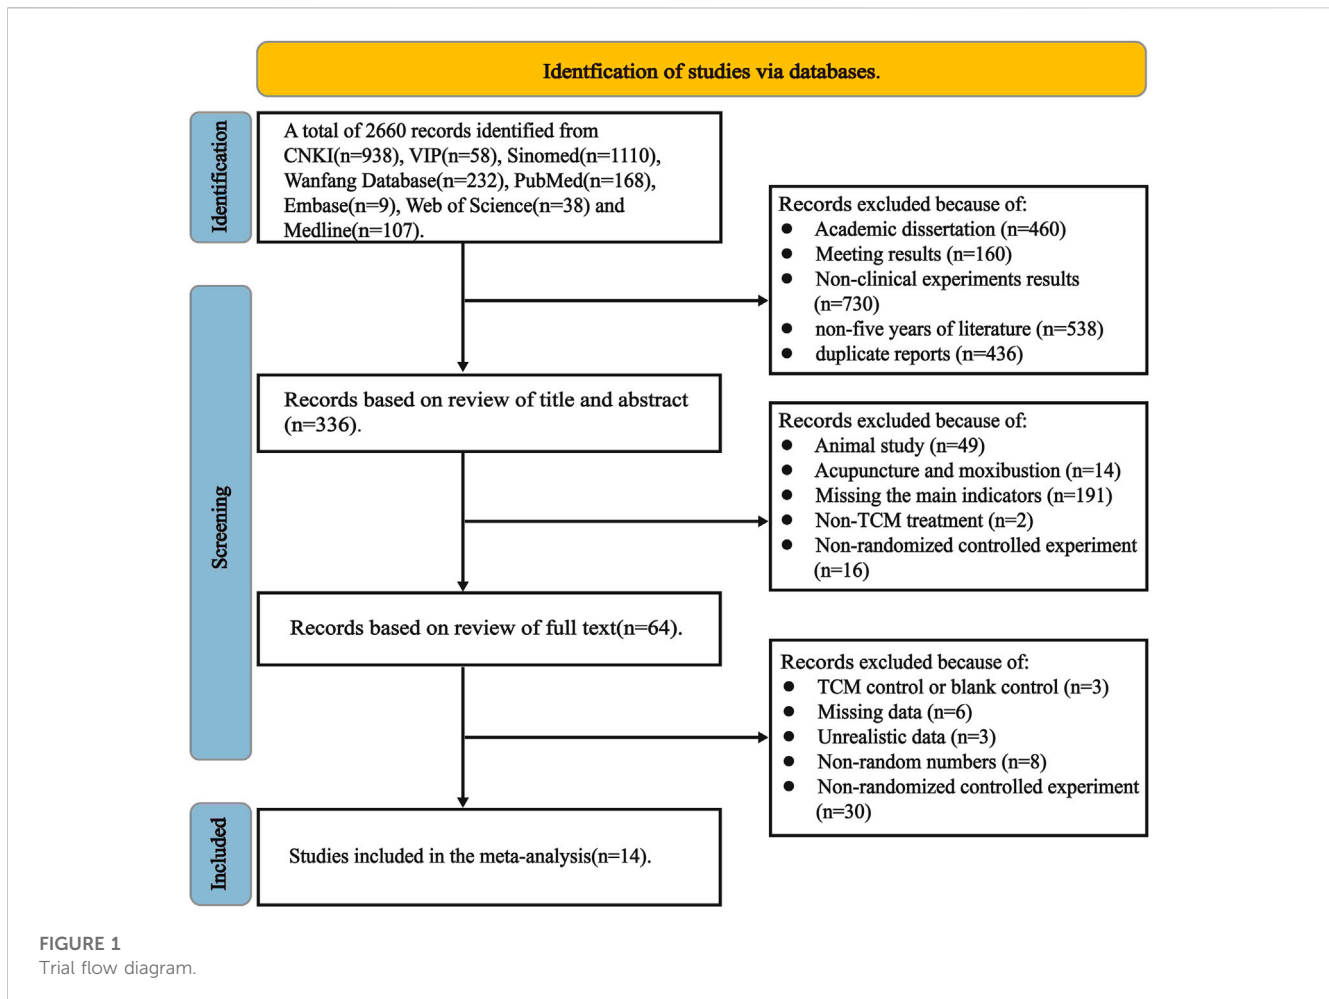 Identfication of studies via databases.
Identification
A total of 2660 records identified from
CNKI(n=938), VIP(n=58), Sinomed(n=1110),
Wanfang Database(n=232), PubMed(n=168),
Embase(n=9), Web of Science(n=38) and
Medline(n=107).
Records excluded because of:
● Academic dissertation (n=460)
● Meeting results (n=160)
● Non-clinical experiments results
(n=730)
● non-five years of literature (n=538)
● duplicate reports (n=436)
Screening
Records based on review of title and abstract
(n=336).
Records excluded because of:
● Animal study (n=49)
● Acupuncture and moxibustion (n=14)
● Missing the main indicators (n=191)
● Non-TCM treatment (n=2)
● Non-randomized controlled experiment
(n=16)
Records based on review of full text(n=64).
Records excluded because of:
● TCM control or blank control (n=3)
● Missing data (n=6)
● Unrealistic data (n=3)
● Non-random numbers (n=8)
● Non-randomized controlled experiment
(n=30)
Included
Studies included in the meta-analysis(n=14).
FIGURE 1
Trial flow diagram.